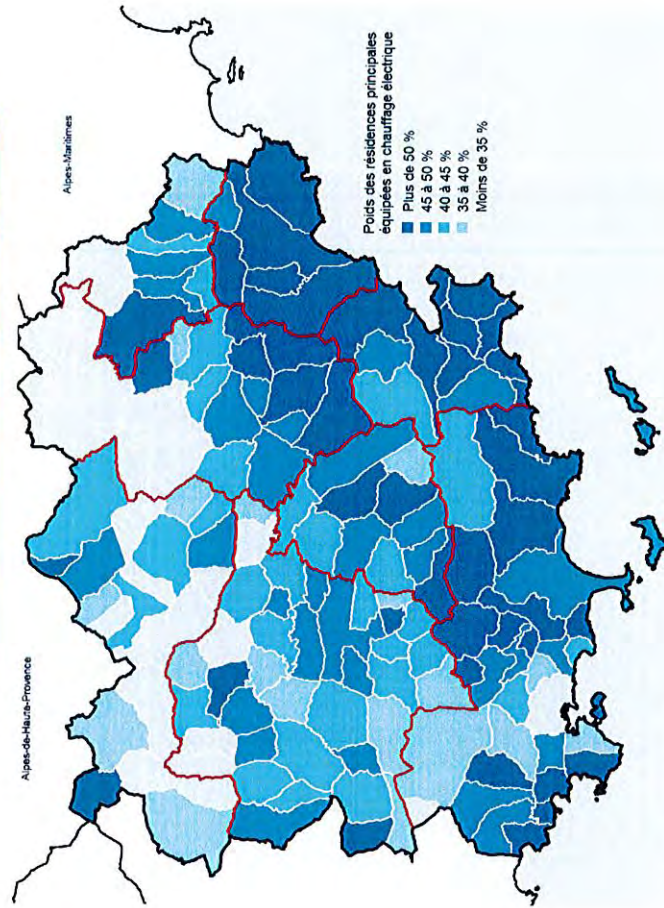 Alpes-de-Haute-Provence
Alpes-Maritimes
Poids des résidences principales
équipées en chauffage électrique
Plus de 50 %
45 à 50 %
40 à 45 %
35 à 40 %
Moins de 35 %